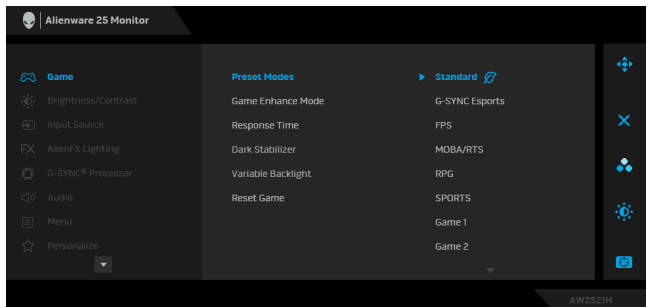 Alienware 25 Monitor
Game
Brightness/Contrast
Input Source
FX AlienFX Lighting
G-SYNC® Processor
Audio
Menu
Personalize
Preset Modes
Game Enhance Mode
Response Time
Dark Stabilizer
Variable Backlight
Reset Game
Standard
G-SYNC Esports
FPS
MOBA/RTS
RPG
SPORTS
Game 1
Game 2
AW2521H